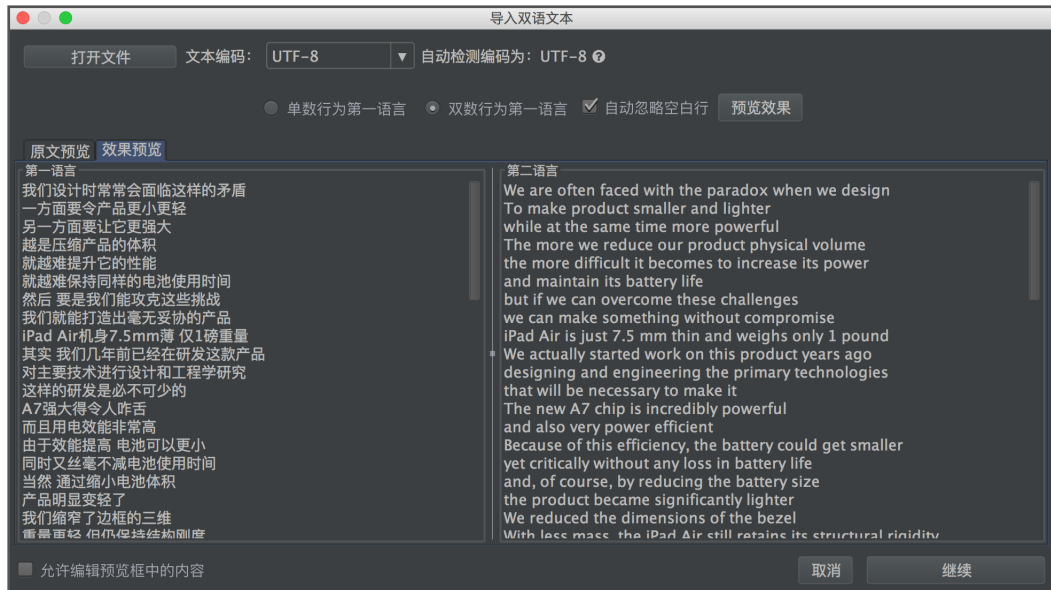 导入双语文本
打开文件 文本编码: UTF-8 自动检测编码为: UTF-8
单数行为第一语言 双数行为第一语言 自动忽略空白行 预览效果
原文预览 效果预览
第一语言
我们设计时常常会面临这样的矛盾
一方面要令产品更小更轻
另一方面要让它更强大
越是压缩产品的体积
就越难提升它的性能
就越难保持同样的电池使用时间
然后 要是我们能攻克这些挑战
我们就能打造出毫无妥协的产品
iPad Air机身7.5mm薄 仅1磅重量
其实 我们几年前已经在研发这款产品
对主要技术进行设计和工程学研究
这样的研发是必不可少的
A7强大得令人咋舌
而且用电效能非常高
由于效能提高 电池可以更小
同时又丝毫不减电池使用时间
当然 通过缩小电池体积
产品明显变轻了
我们缩窄了边框的三维
重量更轻 但仍保持结构刚度
第二语言
We are often faced with the paradox when we design
To make product smaller and lighter
while at the same time more powerful
The more we reduce our product physical volume
the more difficult it becomes to increase its power
and maintain its battery life
but if we can overcome these challenges
we can make something without compromise
iPad Air is just 7.5 mm thin and weighs only 1 pound
We actually started work on this product years ago
designing and engineering the primary technologies
that will be necessary to make it
The new A7 chip is incredibly powerful
and also very power efficient
Because of this efficiency, the battery could get smaller
yet critically without any loss in battery life
and, of course, by reducing the battery size
the product became significantly lighter
We reduced the dimensions of the bezel
With less mass, the iPad Air still retains its structural rigidity
允许编辑预览框中的内容 取消 继续